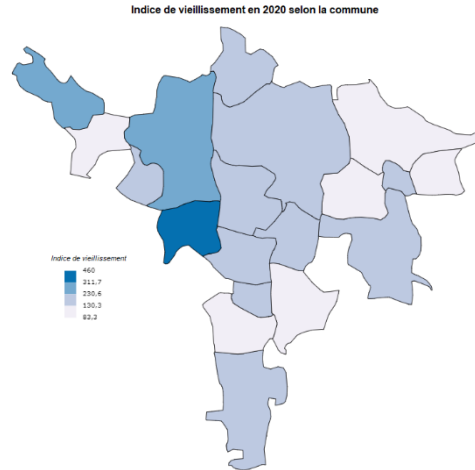 Indice de vieillissement en 2020 selon la commune
Indice de vieillissement
460
311,7
230,6
130,3
83,3